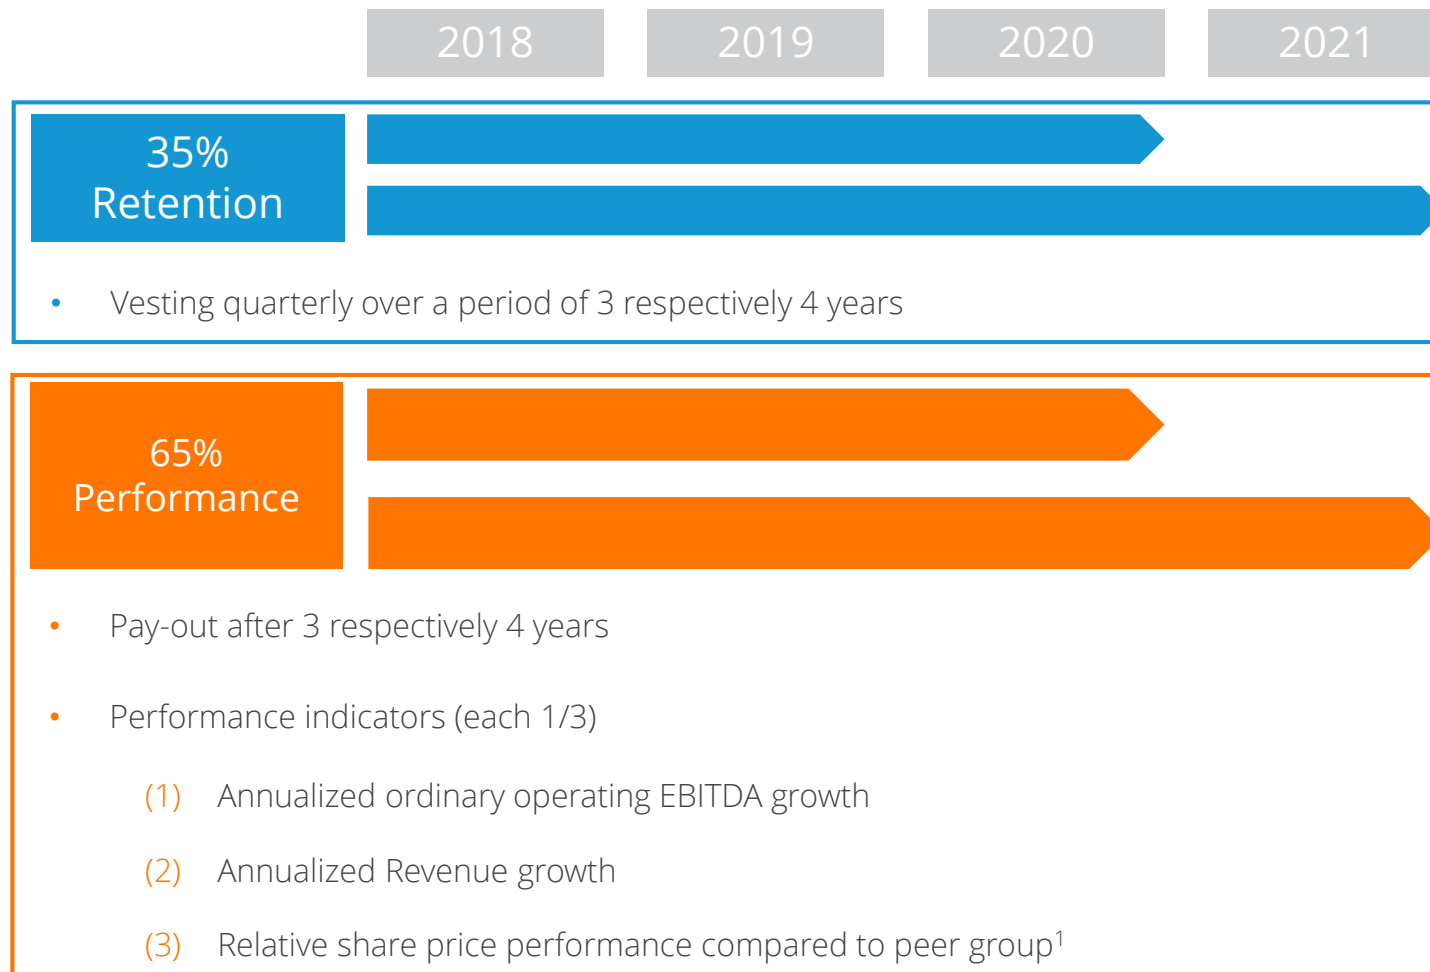 2018 2019 2020 2021
35%
Retention
• Vesting quarterly over a period of 3 respectively 4 years
65%
Performance
• Pay-out after 3 respectively 4 years
• Performance indicators (each 1/3)
(1) Annualized ordinary operating EBITDA growth
(2) Annualized Revenue growth
(3) Relative share price performance compared to peer group¹